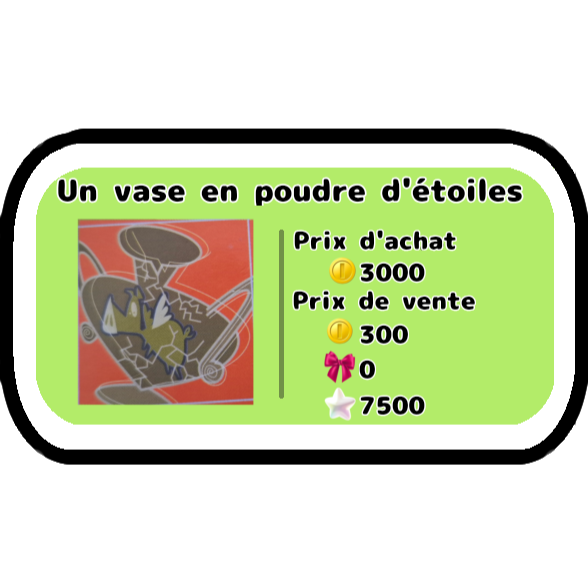 Un vase en poudre d'étoiles
Prix d'achat
3000
Prix de vente
300
0
7500